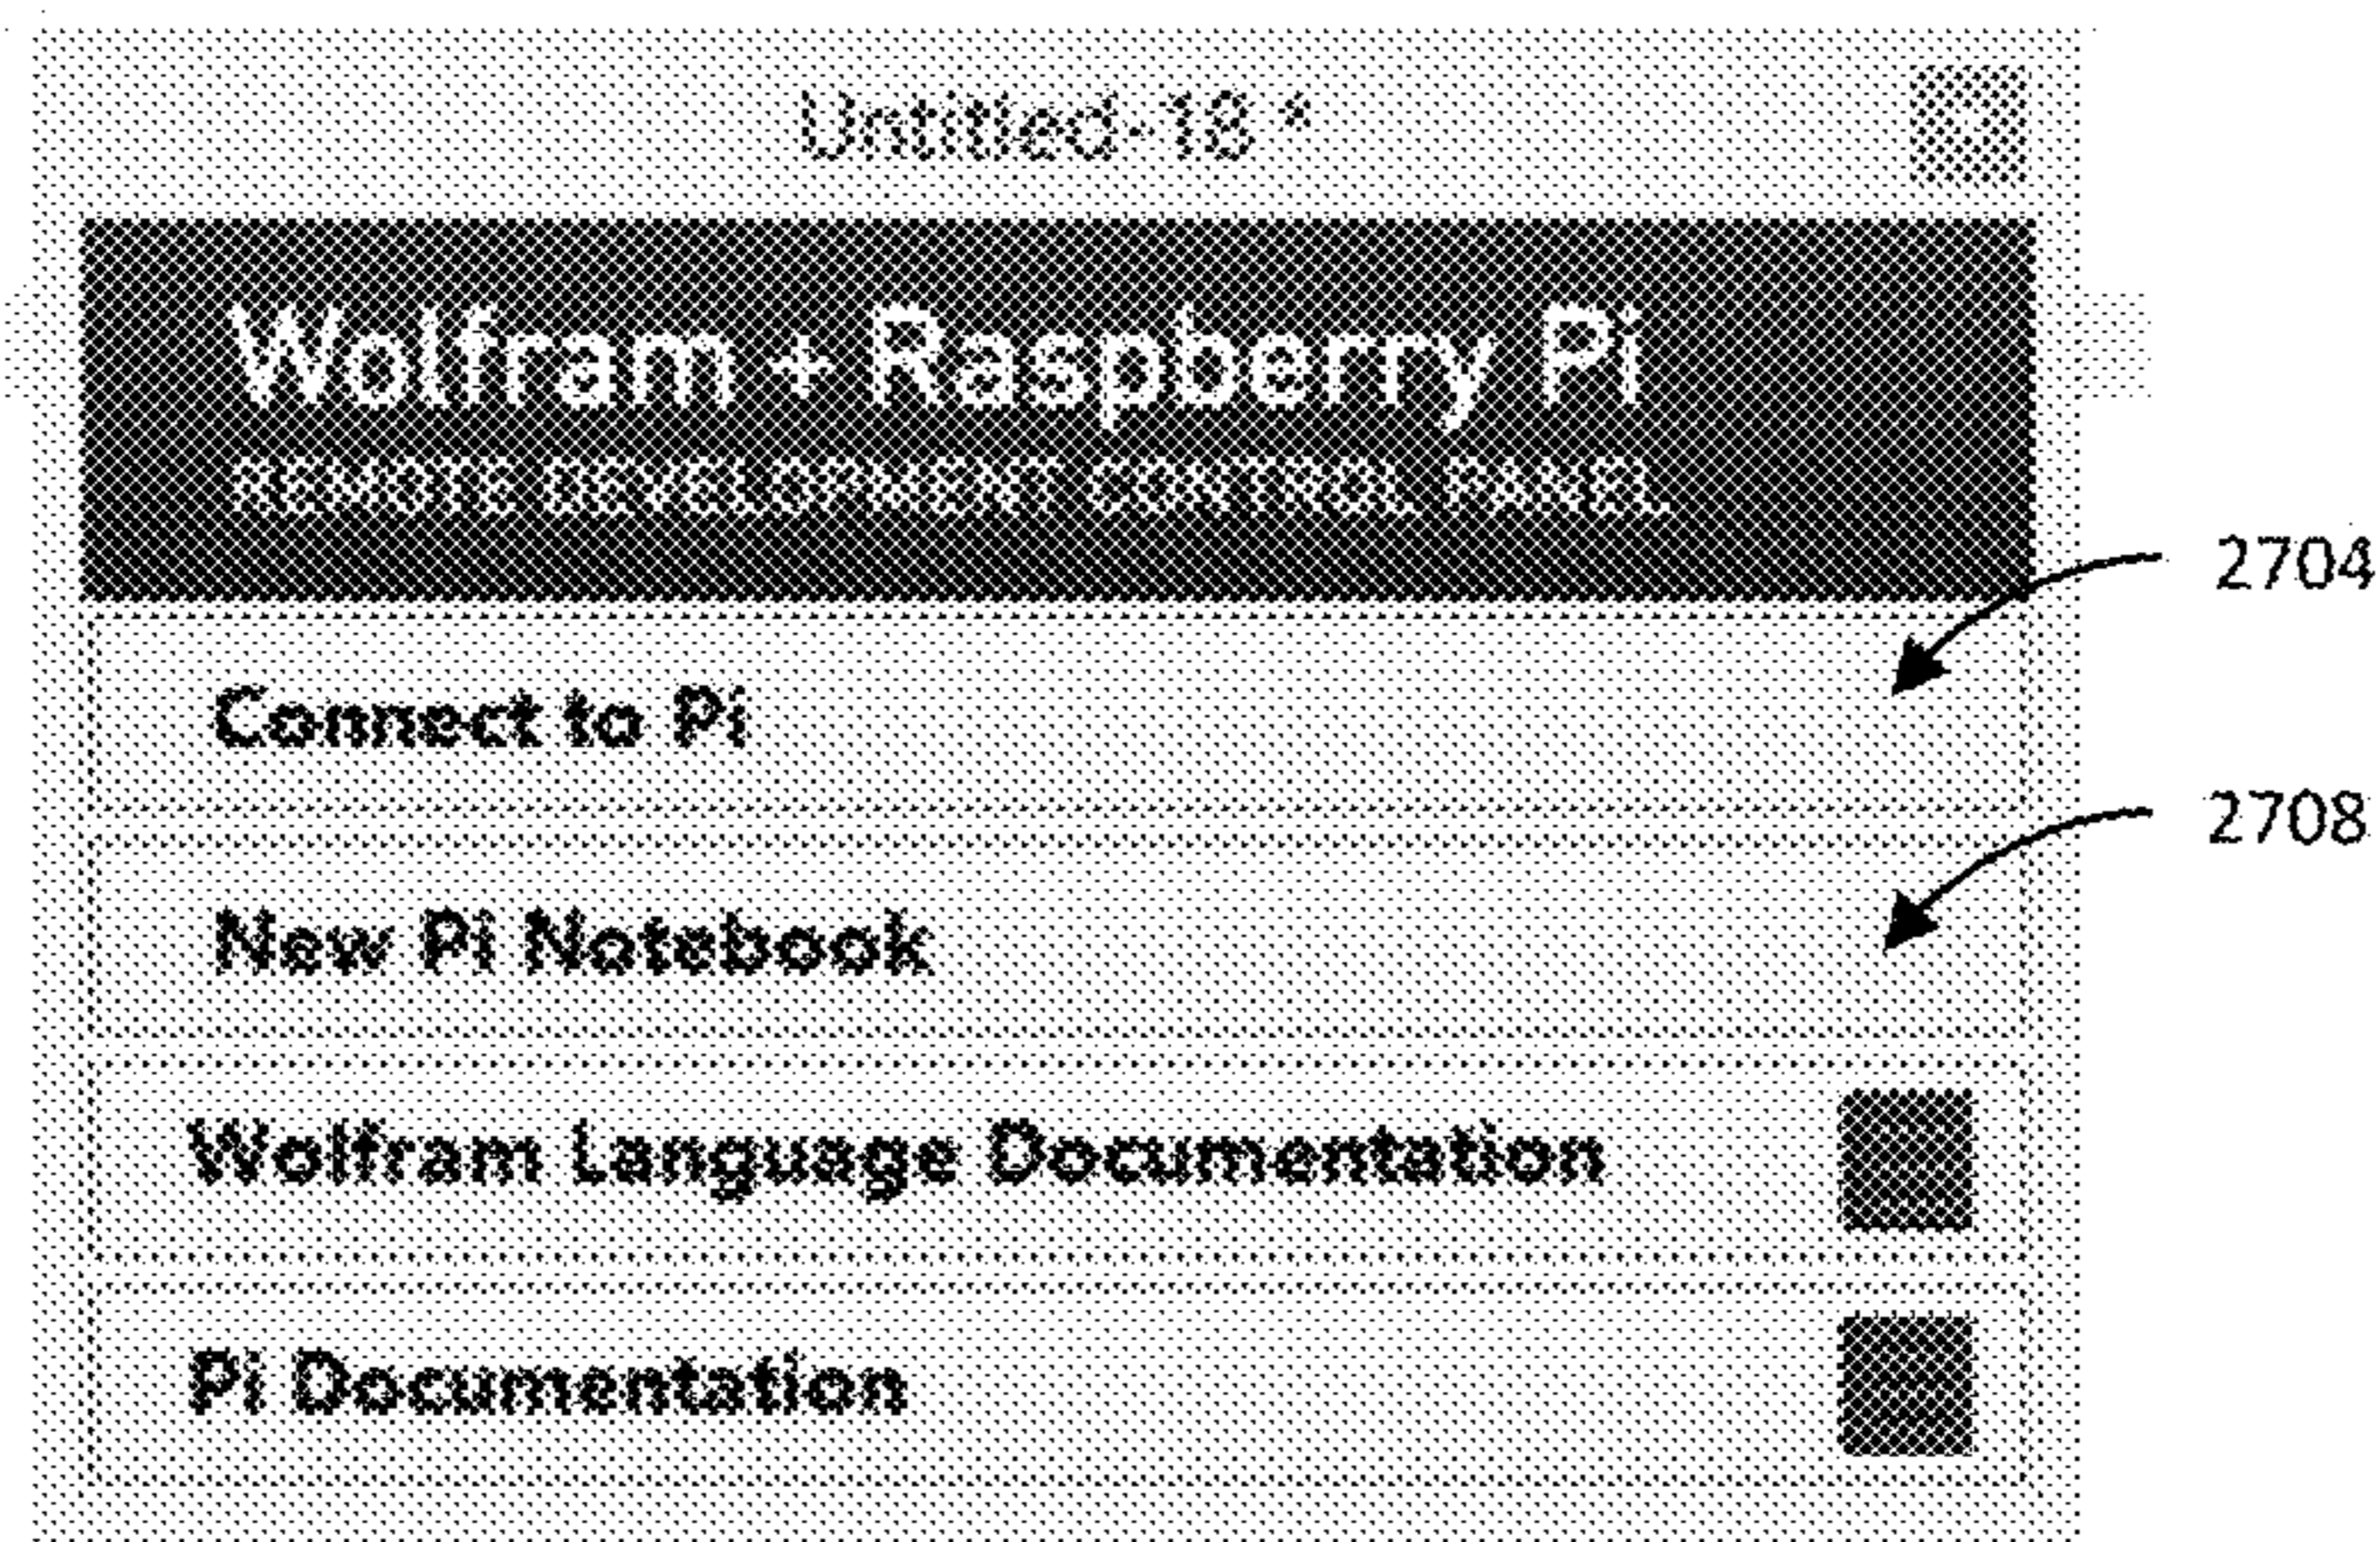 Untitled-18 *
Wolfram + Raspberry Pi
REMOTE DEVELOPMENT CONTROL PANEL
2704
Connect to Pi
2708
New Pi Notebook
Wolfram Language Documentation
Pi Documentation